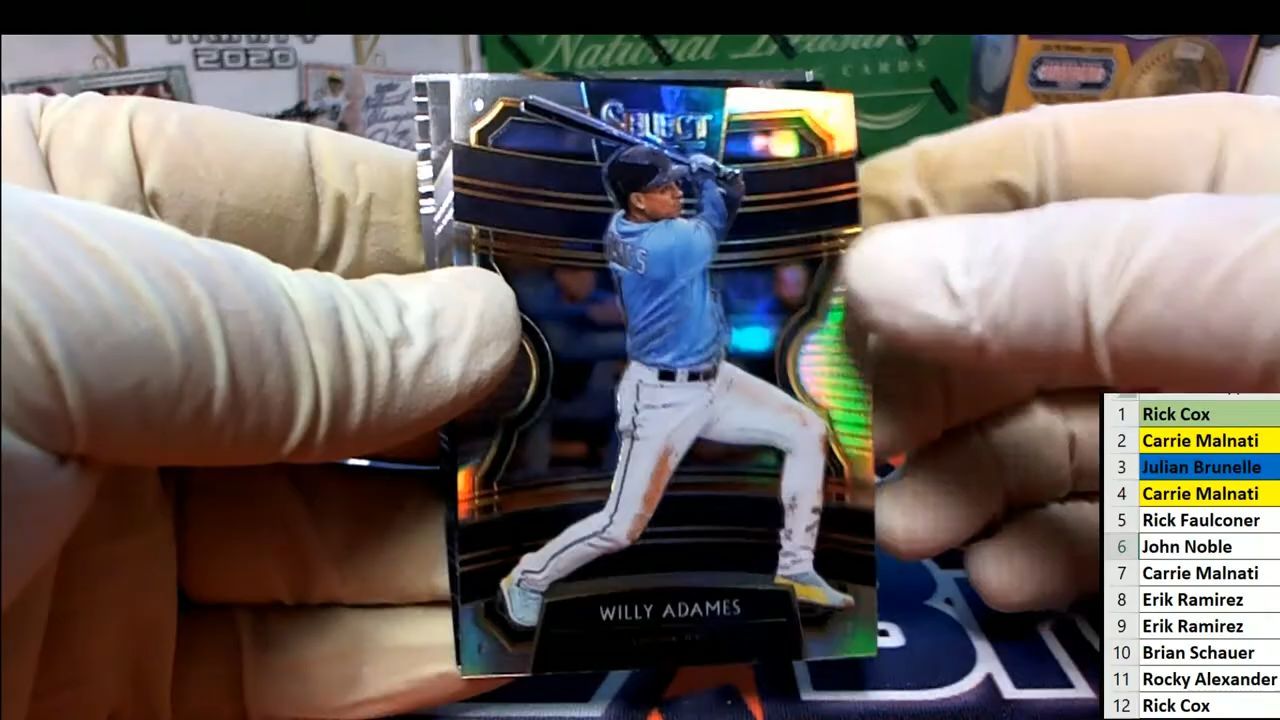 2020
National Treasures
CARDS
SELECT
WILLY ADAMES
1 Rick Cox
2 Carrie Malnati
3 Julian Brunelle
4 Carrie Malnati
5 Rick Faulconer
6 John Noble
7 Carrie Malnati
8 Erik Ramirez
9 Erik Ramirez
10 Brian Schauer
11 Rocky Alexander
12 Rick Cox